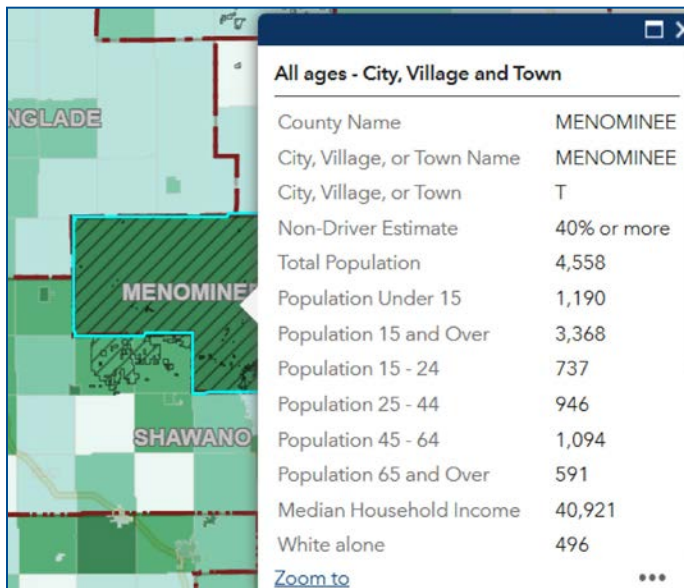 NGLADE
MENOMINE
SHAWANO
All ages - City, Village and Town
County Name MENOMINEE
City, Village, or Town Name MENOMINEE
City, Village, or Town T
Non-Driver Estimate 40% or more
Total Population 4,558
Population Under 15 1,190
Population 15 and Over 3,368
Population 15 - 24 737
Population 25 - 44 946
Population 45 - 64 1,094
Population 65 and Over 591
Median Household Income 40,921
White alone 496
Zoom to